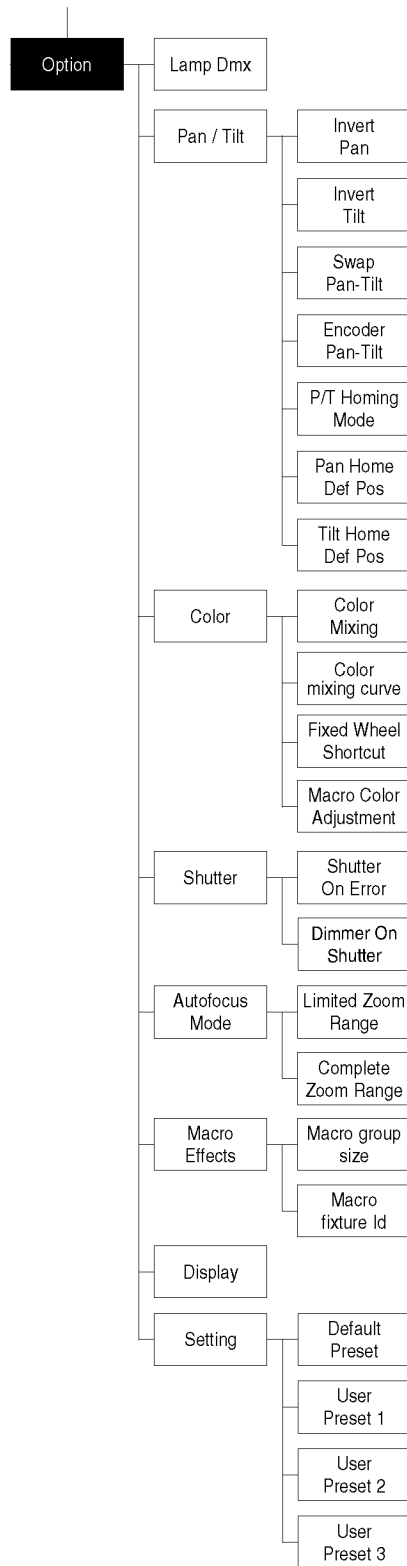 Option
Lamp Dmx
Pan / Tilt
Invert
Pan
Invert
Tilt
Swap
Pan-Tilt
Encoder
Pan-Tilt
P/T Homing
Mode
Pan Home
Def Pos
Tilt Home
Def Pos
Color
Color
Mixing
Color
mixing curve
Fixed Wheel
Shortcut
Macro Color
Adjustment
Shutter
Shutter
On Error
Dimmer On
Shutter
Autofocus
Mode
Limited Zoom
Range
Complete
Zoom Range
Macro
Effects
Macro group
size
Macro
fixture Id
Display
Setting
Default
Preset
User
Preset 1
User
Preset 2
User
Preset 3